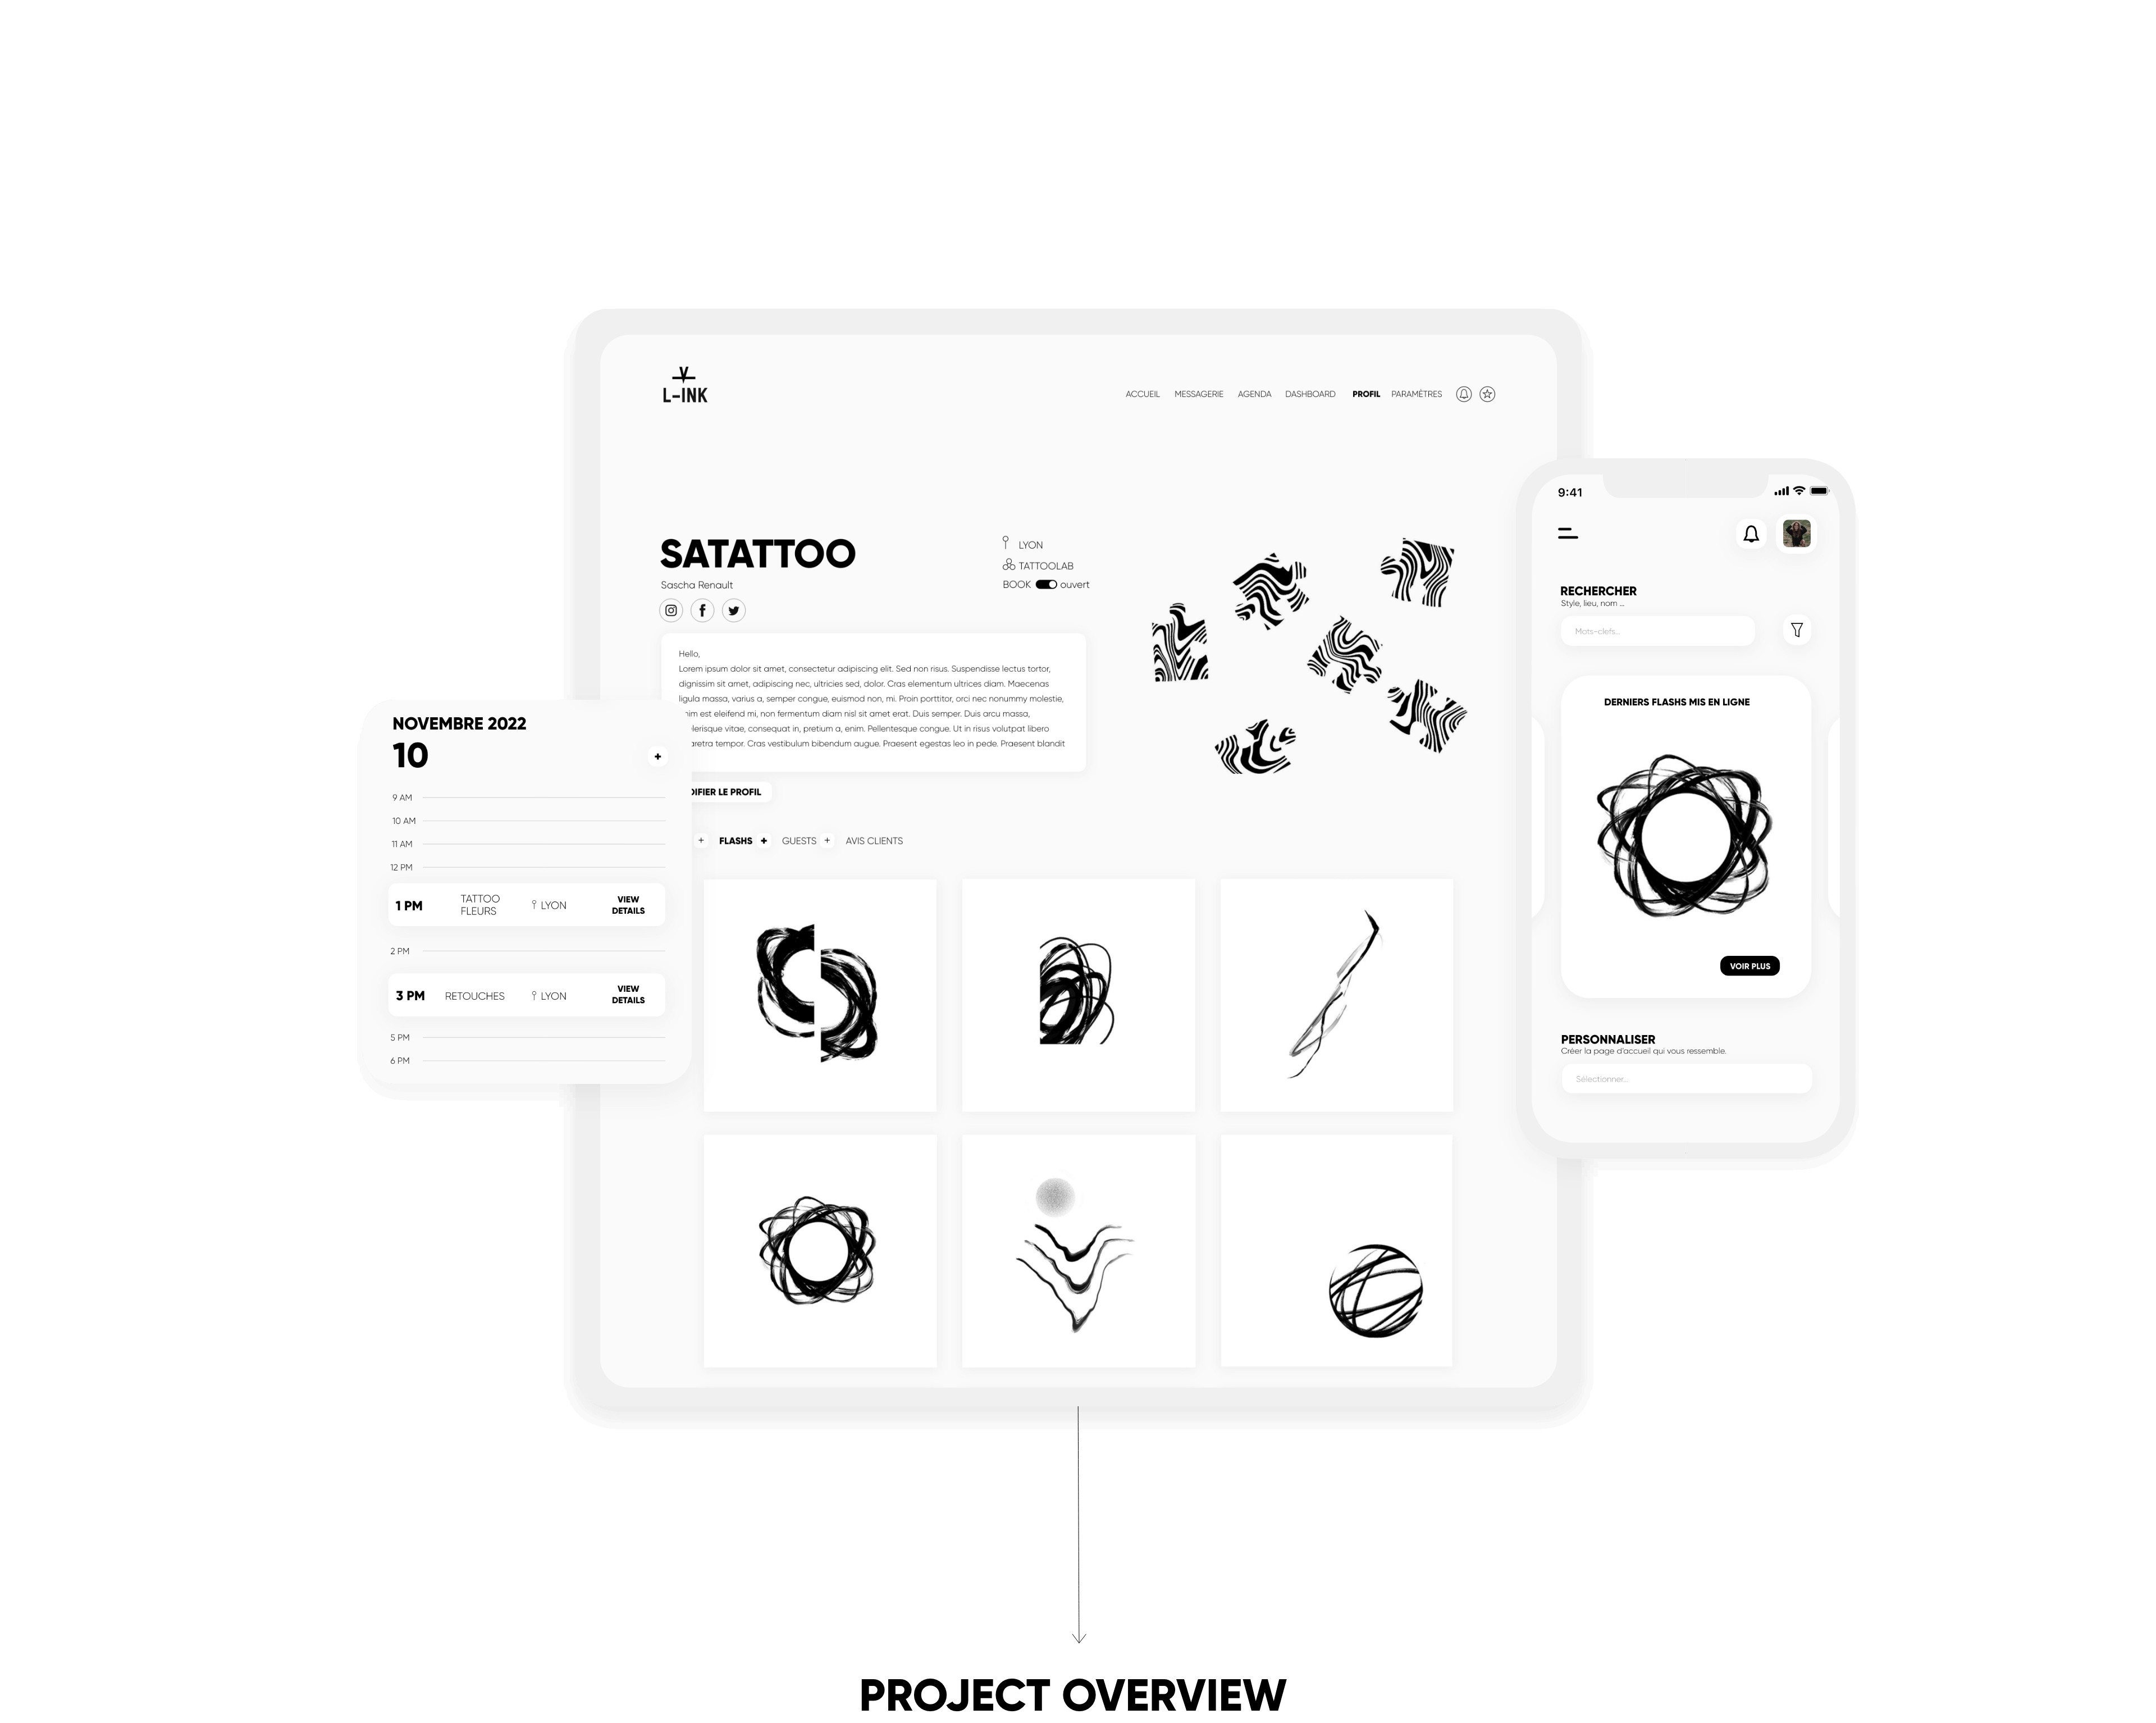 L-INK
ACCUEIL MESSAGERIE AGENDA DASHBOARD PROFIL PARAMÈTRES
SATATTOO
Sascha Renault
LYON
TATTOOLAB
BOOK ouvert
Hello,
Lorem ipsum dolor sit amet, consectetur adipiscing elit. Sed non risus. Suspendisse lectus tortor,
dignissim sit amet, adipiscing nec, ultricies sed, dolor. Cras elementum ultrices diam. Maecenas
ligula massa, varius a, semper congue, euismod non, mi. Proin porttitor, orci nec nonummy molestie,
est eleifend mi, non fermentum diam nisl sit amet erat. Duis semper. Duis arcu massa,
vitae, consequat in, pretium a, enim. Pellentesque congue. Ut in risus volutpat libero
tempor. Cras vestibulum bibendum augue. Praesent egestas leo in pede. Praesent blandit
DIFIER LE PROFIL
+ FLASHS + GUESTS + AVIS CLIENTS
NOVEMBRE 2022
10
+
9 AM
10 AM
11 AM
12 PM
1 PM TATTOO FLEURS LYON VIEW DETAILS
2 PM
3 PM RETOUCHES LYON VIEW DETAILS
5 PM
6 PM
9:41
RECHERCHER
Style, lieu, nom ...
Mots-clefs...
DERNIERS FLASHS MIS EN LIGNE
VOIR PLUS
PERSONNALISER
Créer la page d'accueil qui vous ressemble.
Sélectionner...
PROJECT OVERVIEW